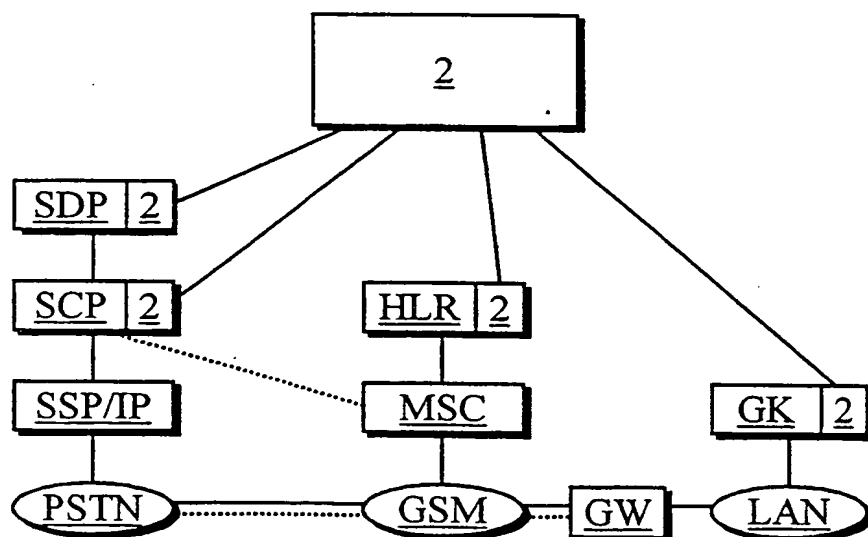 2
SDP 2
SCP 2
HLR 2
SSP/IP
MSC
GK 2
PSTN
GSM
GW
LAN